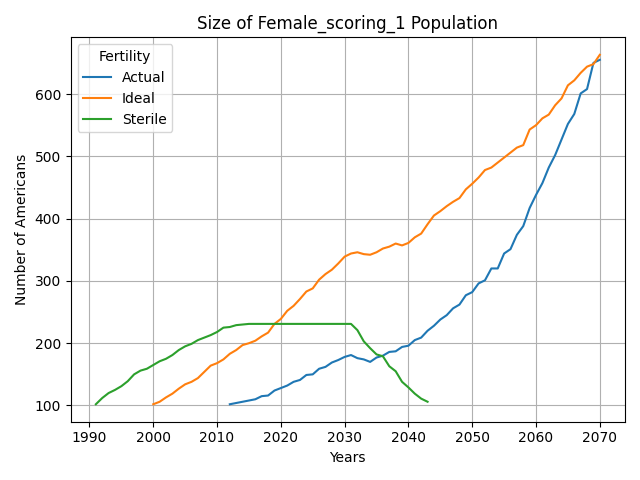 Size of Female_scoring_1 Population
Fertility
Actual
Ideal
Sterile
Number of Americans
600
500
400
300
200
100
1990 2000 2010 2020 2030 2040 2050 2060 2070
Years